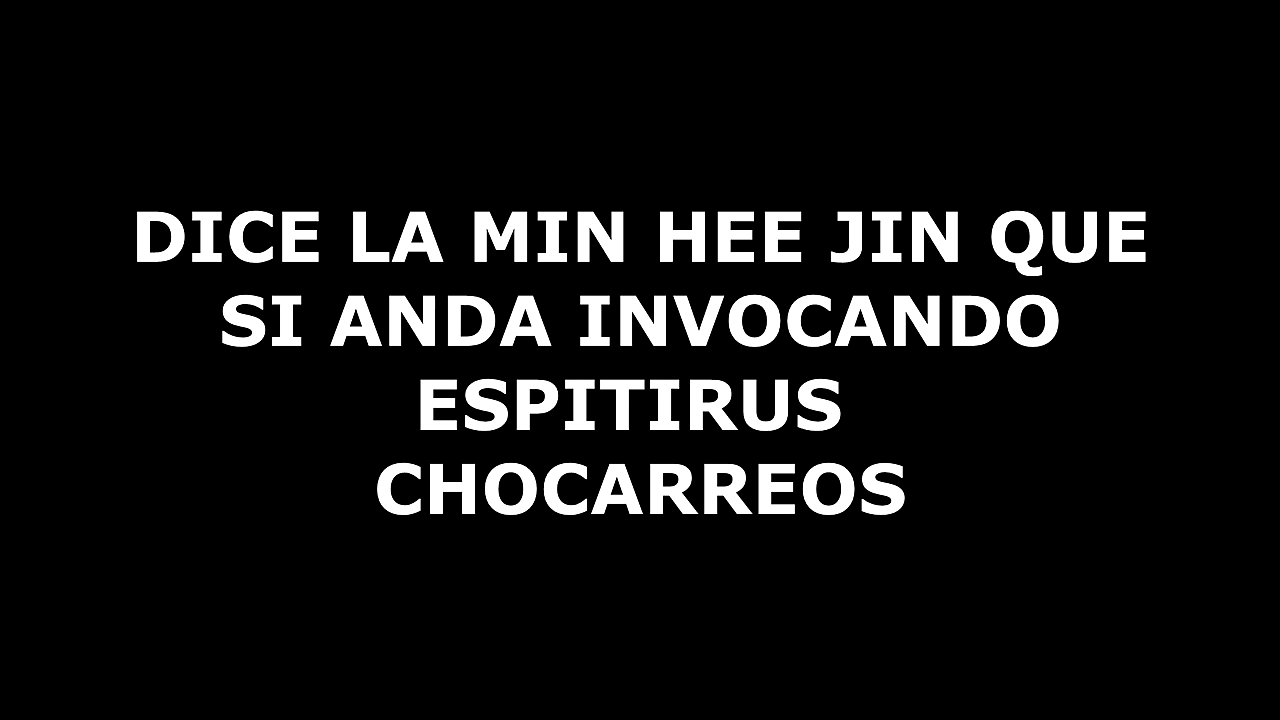 DICE LA MIN HEE JIN QUE
SI ANDA INVOCANDO
ESPITIRUS
CHOCARREOS